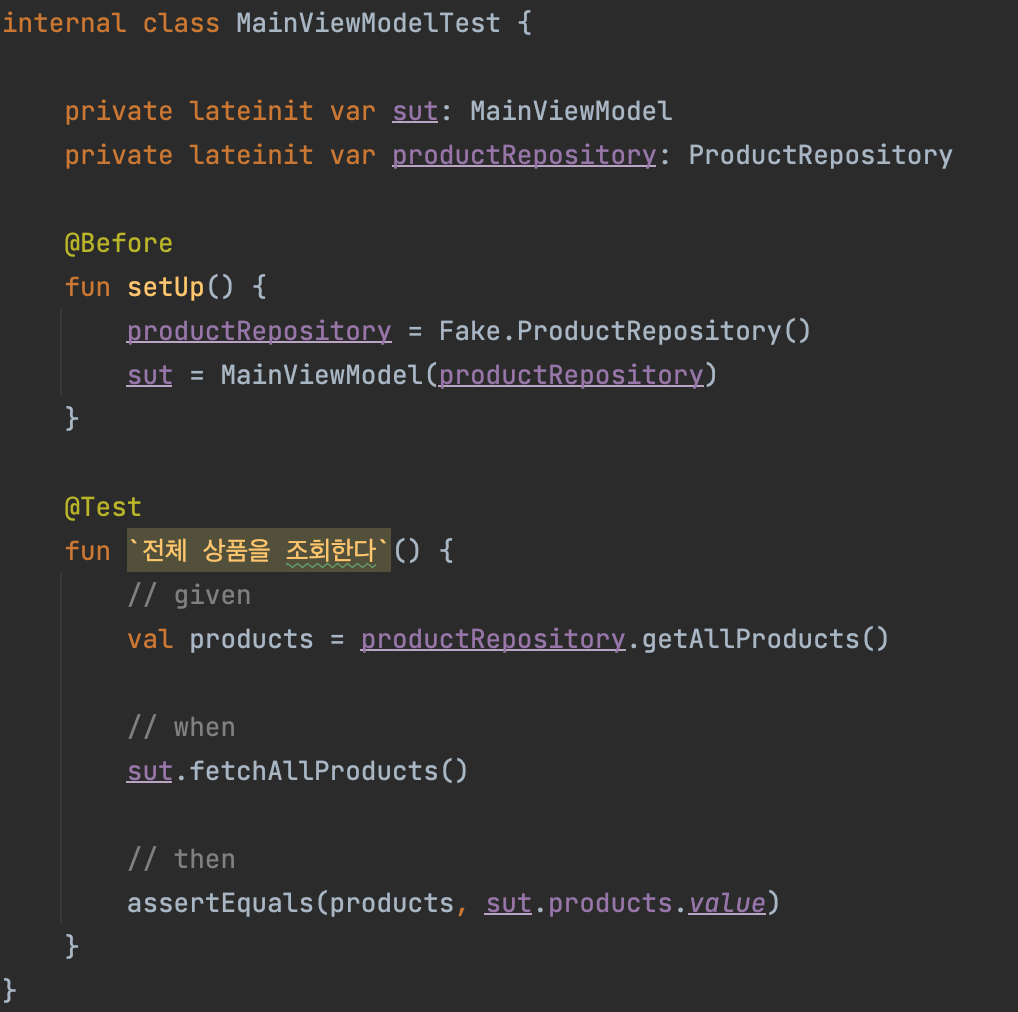 internal class MainViewModelTest {
private lateinit var sut: MainViewModel
private lateinit var productRepository: ProductRepository
@Before
fun setUp() {
productRepository = Fake.ProductRepository()
sut = MainViewModel(productRepository)
}
@Test
fun `전체 상품을 조회한다`() {
// given
val products = productRepository.getAllProducts()
// when
sut.fetchAllProducts()
// then
assertEquals(products, sut.products.value)
}
}